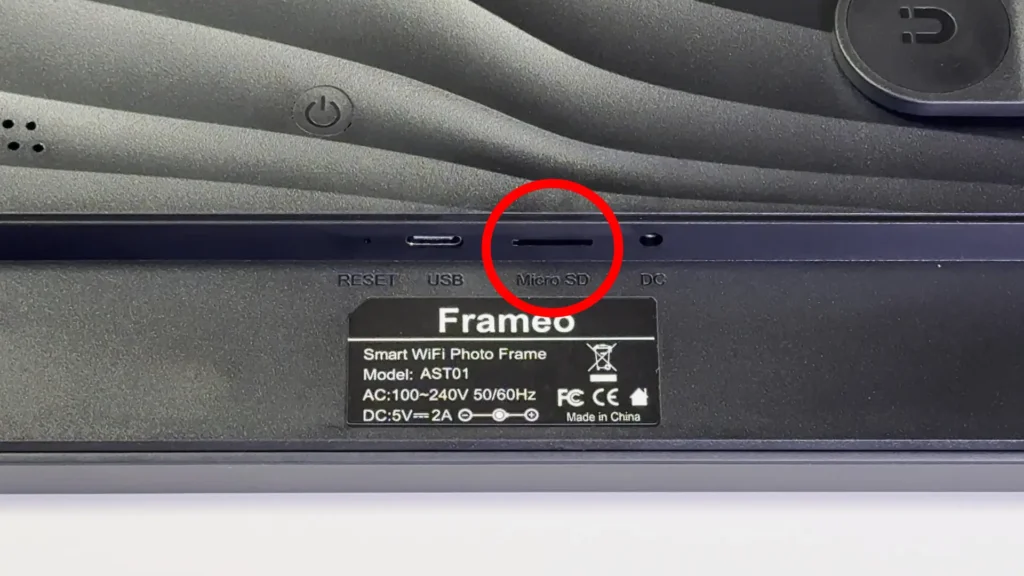 RESET USB Micro SD DC
Frameo
Smart WiFi Photo Frame
Model: AST01
AC:100~240V 50/60Hz
DC:5V⎓2A
FC CE
Made in China